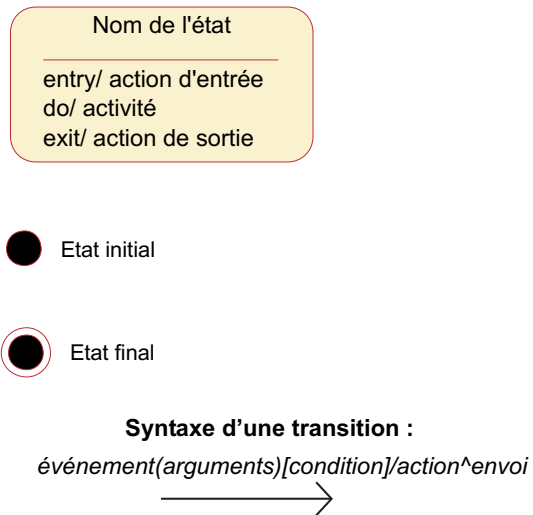 Nom de l'état
entry/ action d'entrée
do/ activité
exit/ action de sortie
Etat initial
Etat final
Syntaxe d’une transition :
événement(arguments)[condition]/action^envoi